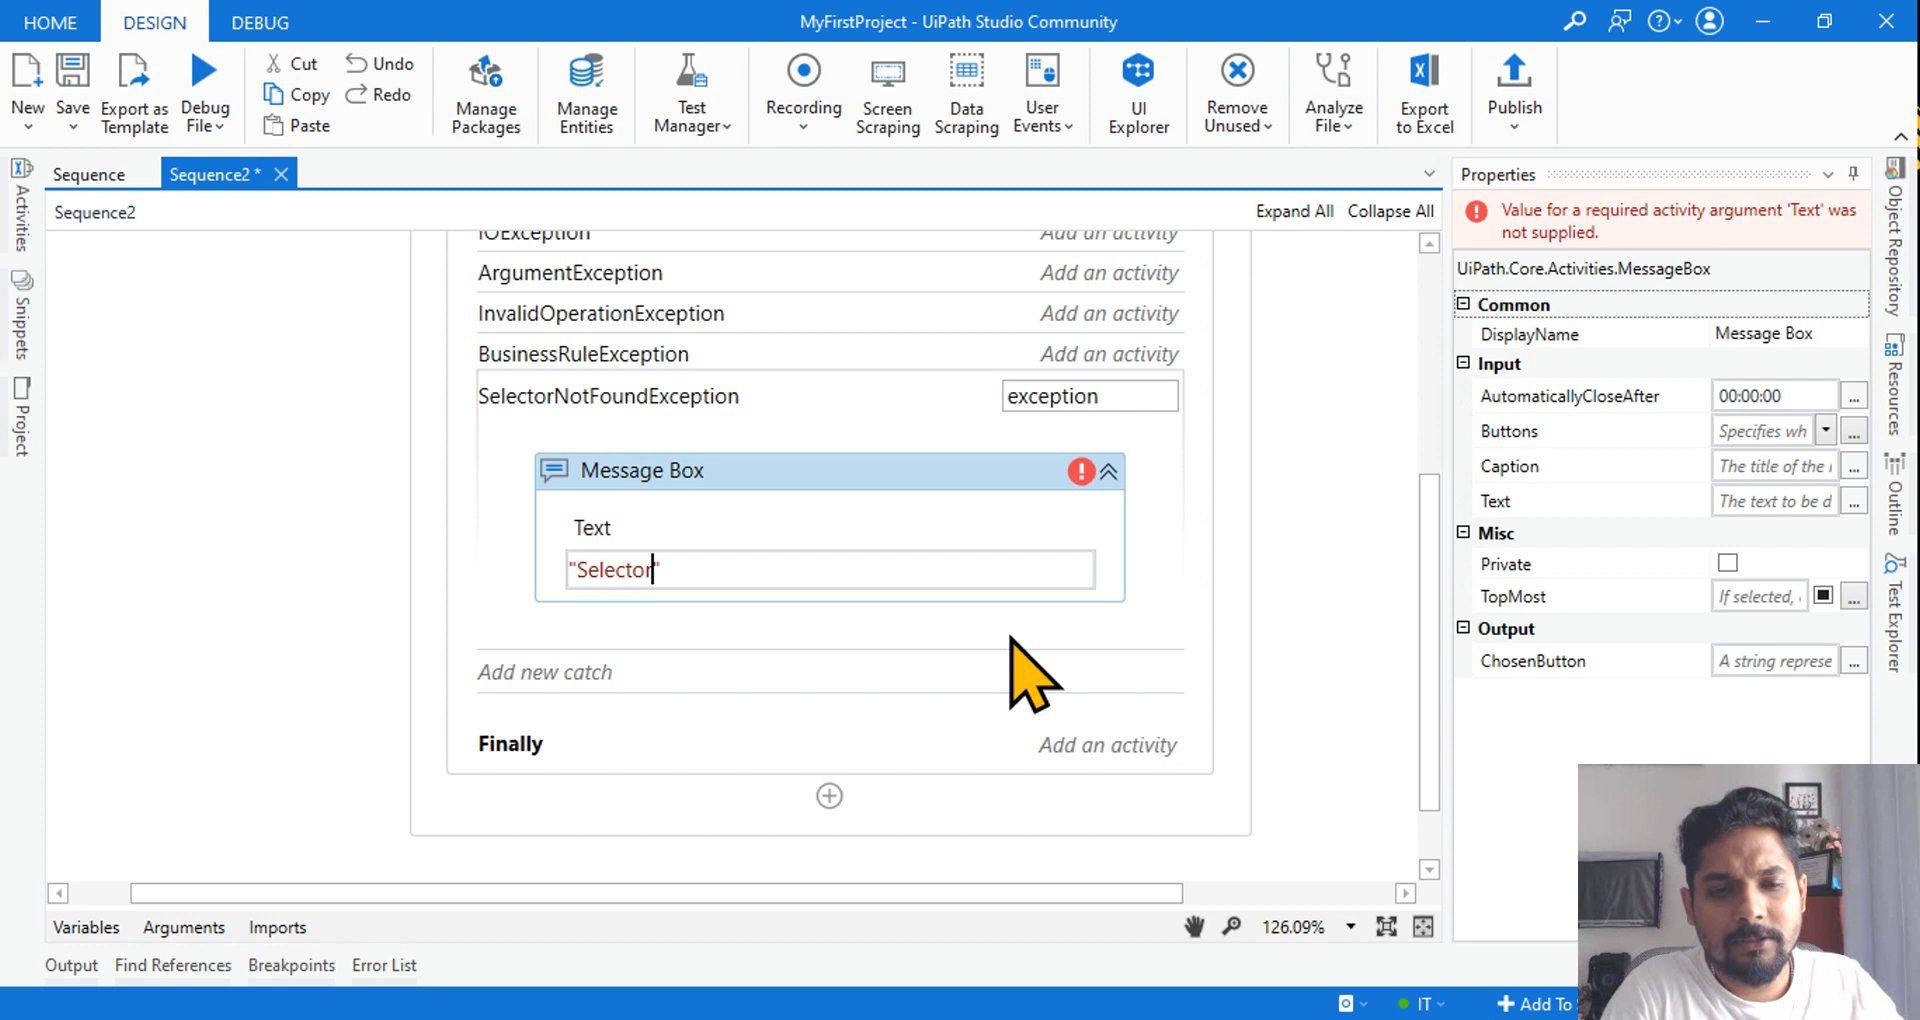 HOME DESIGN DEBUG MyFirstProject - UiPath Studio Community
New Save Export as Template Debug File Cut Copy Paste Undo Redo Manage Packages Manage Entities Test Manager Recording Screen Scraping Data Scraping User Events UI Explorer Remove Unused Analyze File Export to Excel Publish
Sequence Sequence2 *
Sequence2 Expand All Collapse All
Activities
Snippets
Project
IOException Add an activity
ArgumentException Add an activity
InvalidOperationException Add an activity
BusinessRuleException Add an activity
SelectorNotFoundException exception
Message Box
Text
"Selector"
Add new catch
Finally Add an activity
Properties
Value for a required activity argument 'Text' was
not supplied.
UiPath.Core.Activities.MessageBox
Common
DisplayName Message Box
Input
AutomaticallyCloseAfter 00:00:00 ...
Buttons Specifies wh ...
Caption The title of the ...
Text The text to be d ...
Misc
Private
TopMost If selected, ...
Output
ChosenButton A string represe ...
Object Repository
Resources
Outline
Test Explorer
Variables Arguments Imports 126.09%
Output Find References Breakpoints Error List
IT Add To